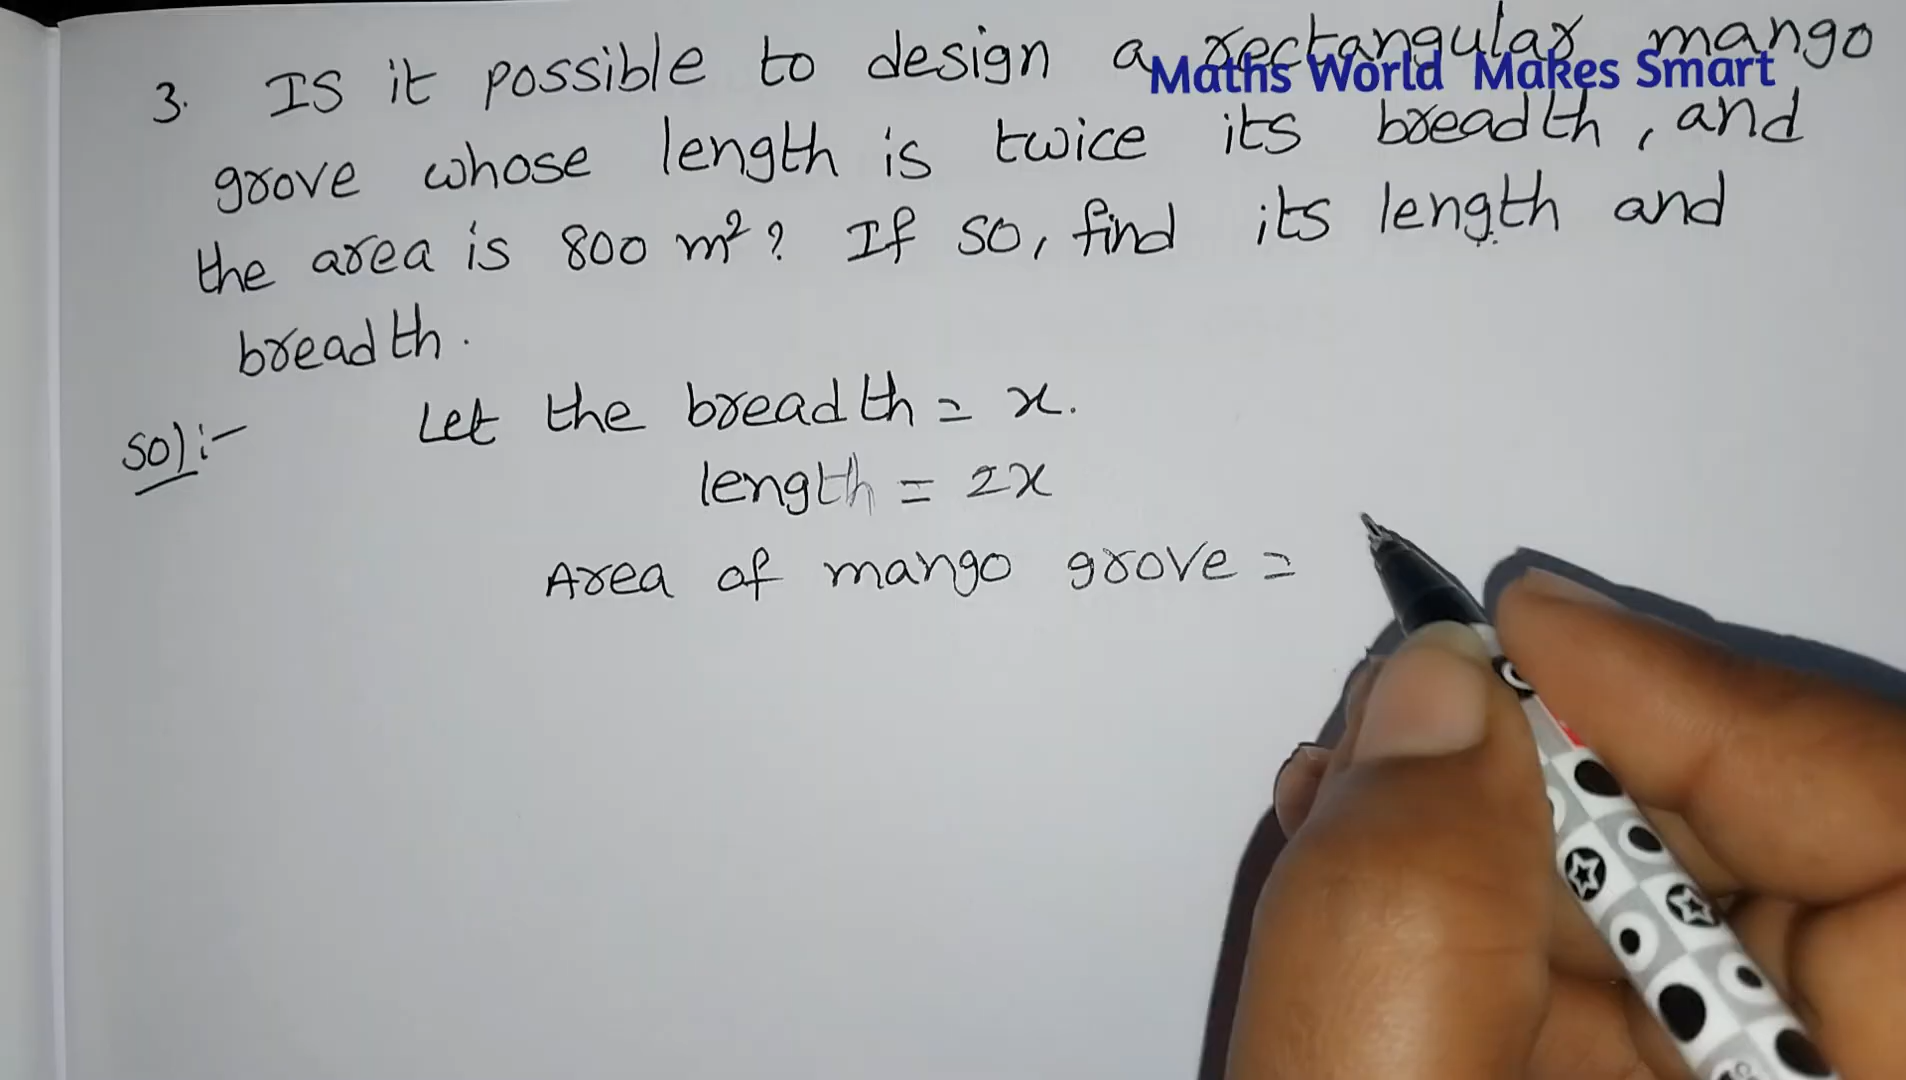 3. Is it possible to design a rectangular mango
Maths World Makes Smart
grove whose length is twice its breadth, and
the area is 800 m²? If so, find its length and
breadth.
Sol:- Let the breadth = x.
length = 2x
Area of mango grove =